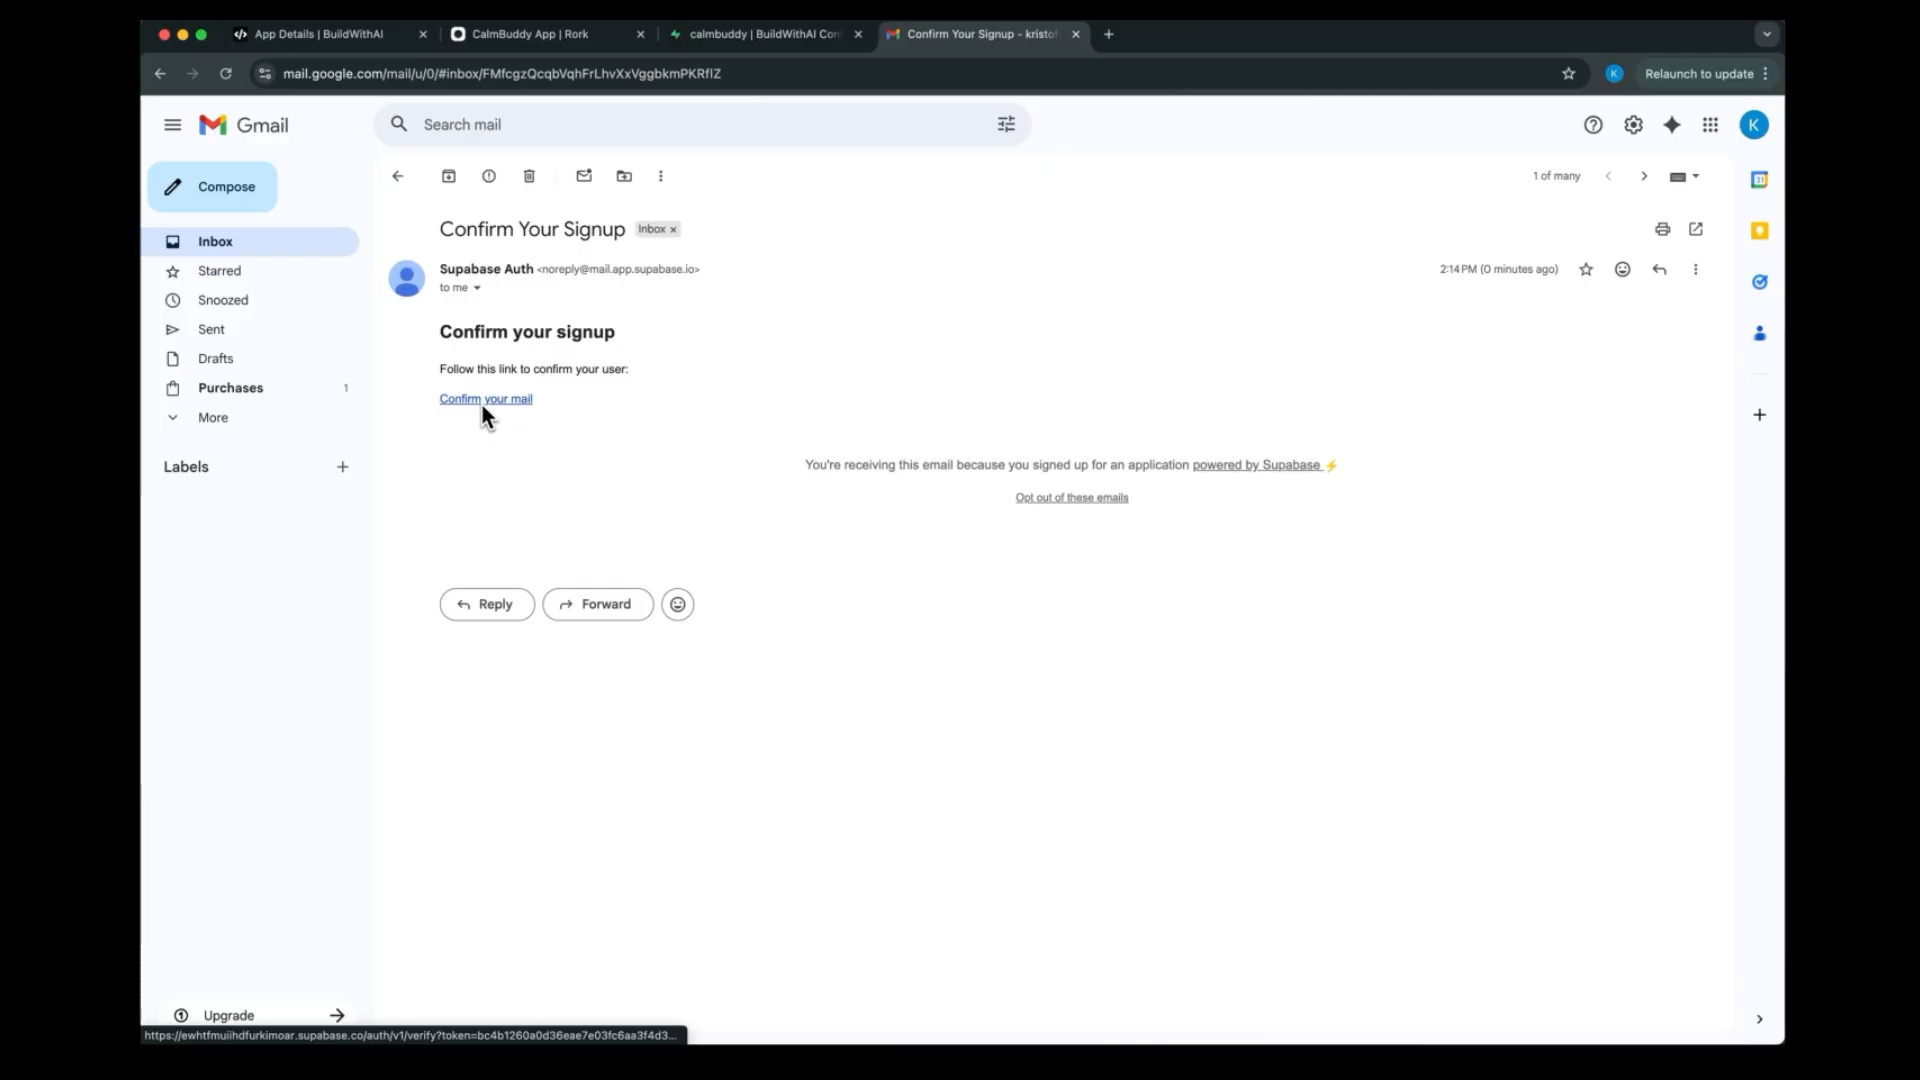 App Details | BuildWithAI
CalmBuddy App | Rork
calmbuddy | BuildWithAI Con
Confirm Your Signup - kristof
mail.google.com/mail/u/0/#inbox/FMfcgzQcqbVqhFrLhvXxVggbkmPKRflZ
K
Relaunch to update
Gmail
Search mail
K
Compose
1 of many
31
Confirm Your Signup
Inbox x
Inbox
Starred
Supabase Auth <noreply@mail.app.supabase.io>
2:14 PM (0 minutes ago)
to me
Snoozed
Sent
Confirm your signup
Drafts
Follow this link to confirm your user:
Purchases
1
Confirm your mail
More
Labels
You're receiving this email because you signed up for an application powered by Supabase ⚡
Opt out of these emails
Reply
Forward
Upgrade
https://ewhtfmuiihdfurkimoar.supabase.co/auth/v1/verify?token=bc4b1260a0d36eae7e03fc6aa3f4d3...